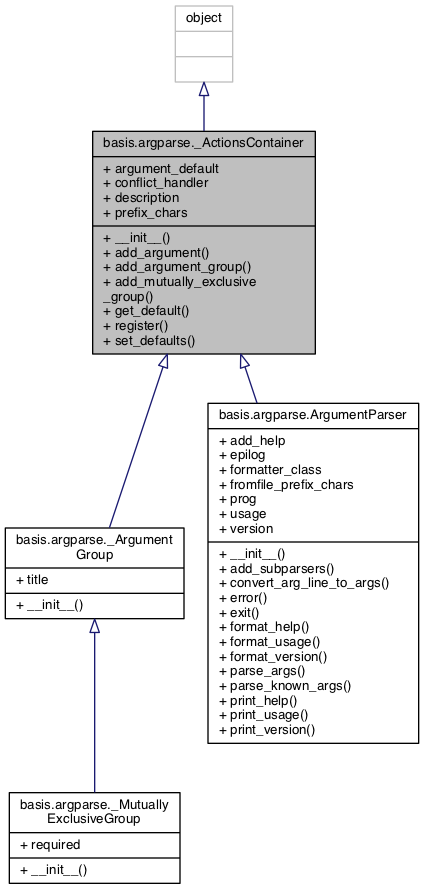 object
basis.argparse._ActionsContainer
+ argument_default
+ conflict_handler
+ description
+ prefix_chars
+ __init__()
+ add_argument()
+ add_argument_group()
+ add_mutually_exclusive
_group()
+ get_default()
+ register()
+ set_defaults()
basis.argparse.ArgumentParser
+ add_help
+ epilog
+ formatter_class
+ fromfile_prefix_chars
+ prog
+ usage
+ version
+ __init__()
+ add_subparsers()
+ convert_arg_line_to_args()
+ error()
+ exit()
+ format_help()
+ format_usage()
+ format_version()
+ parse_args()
+ parse_known_args()
+ print_help()
+ print_usage()
+ print_version()
basis.argparse._Argument
Group
+ title
+ __init__()
basis.argparse._Mutually
ExclusiveGroup
+ required
+ __init__()